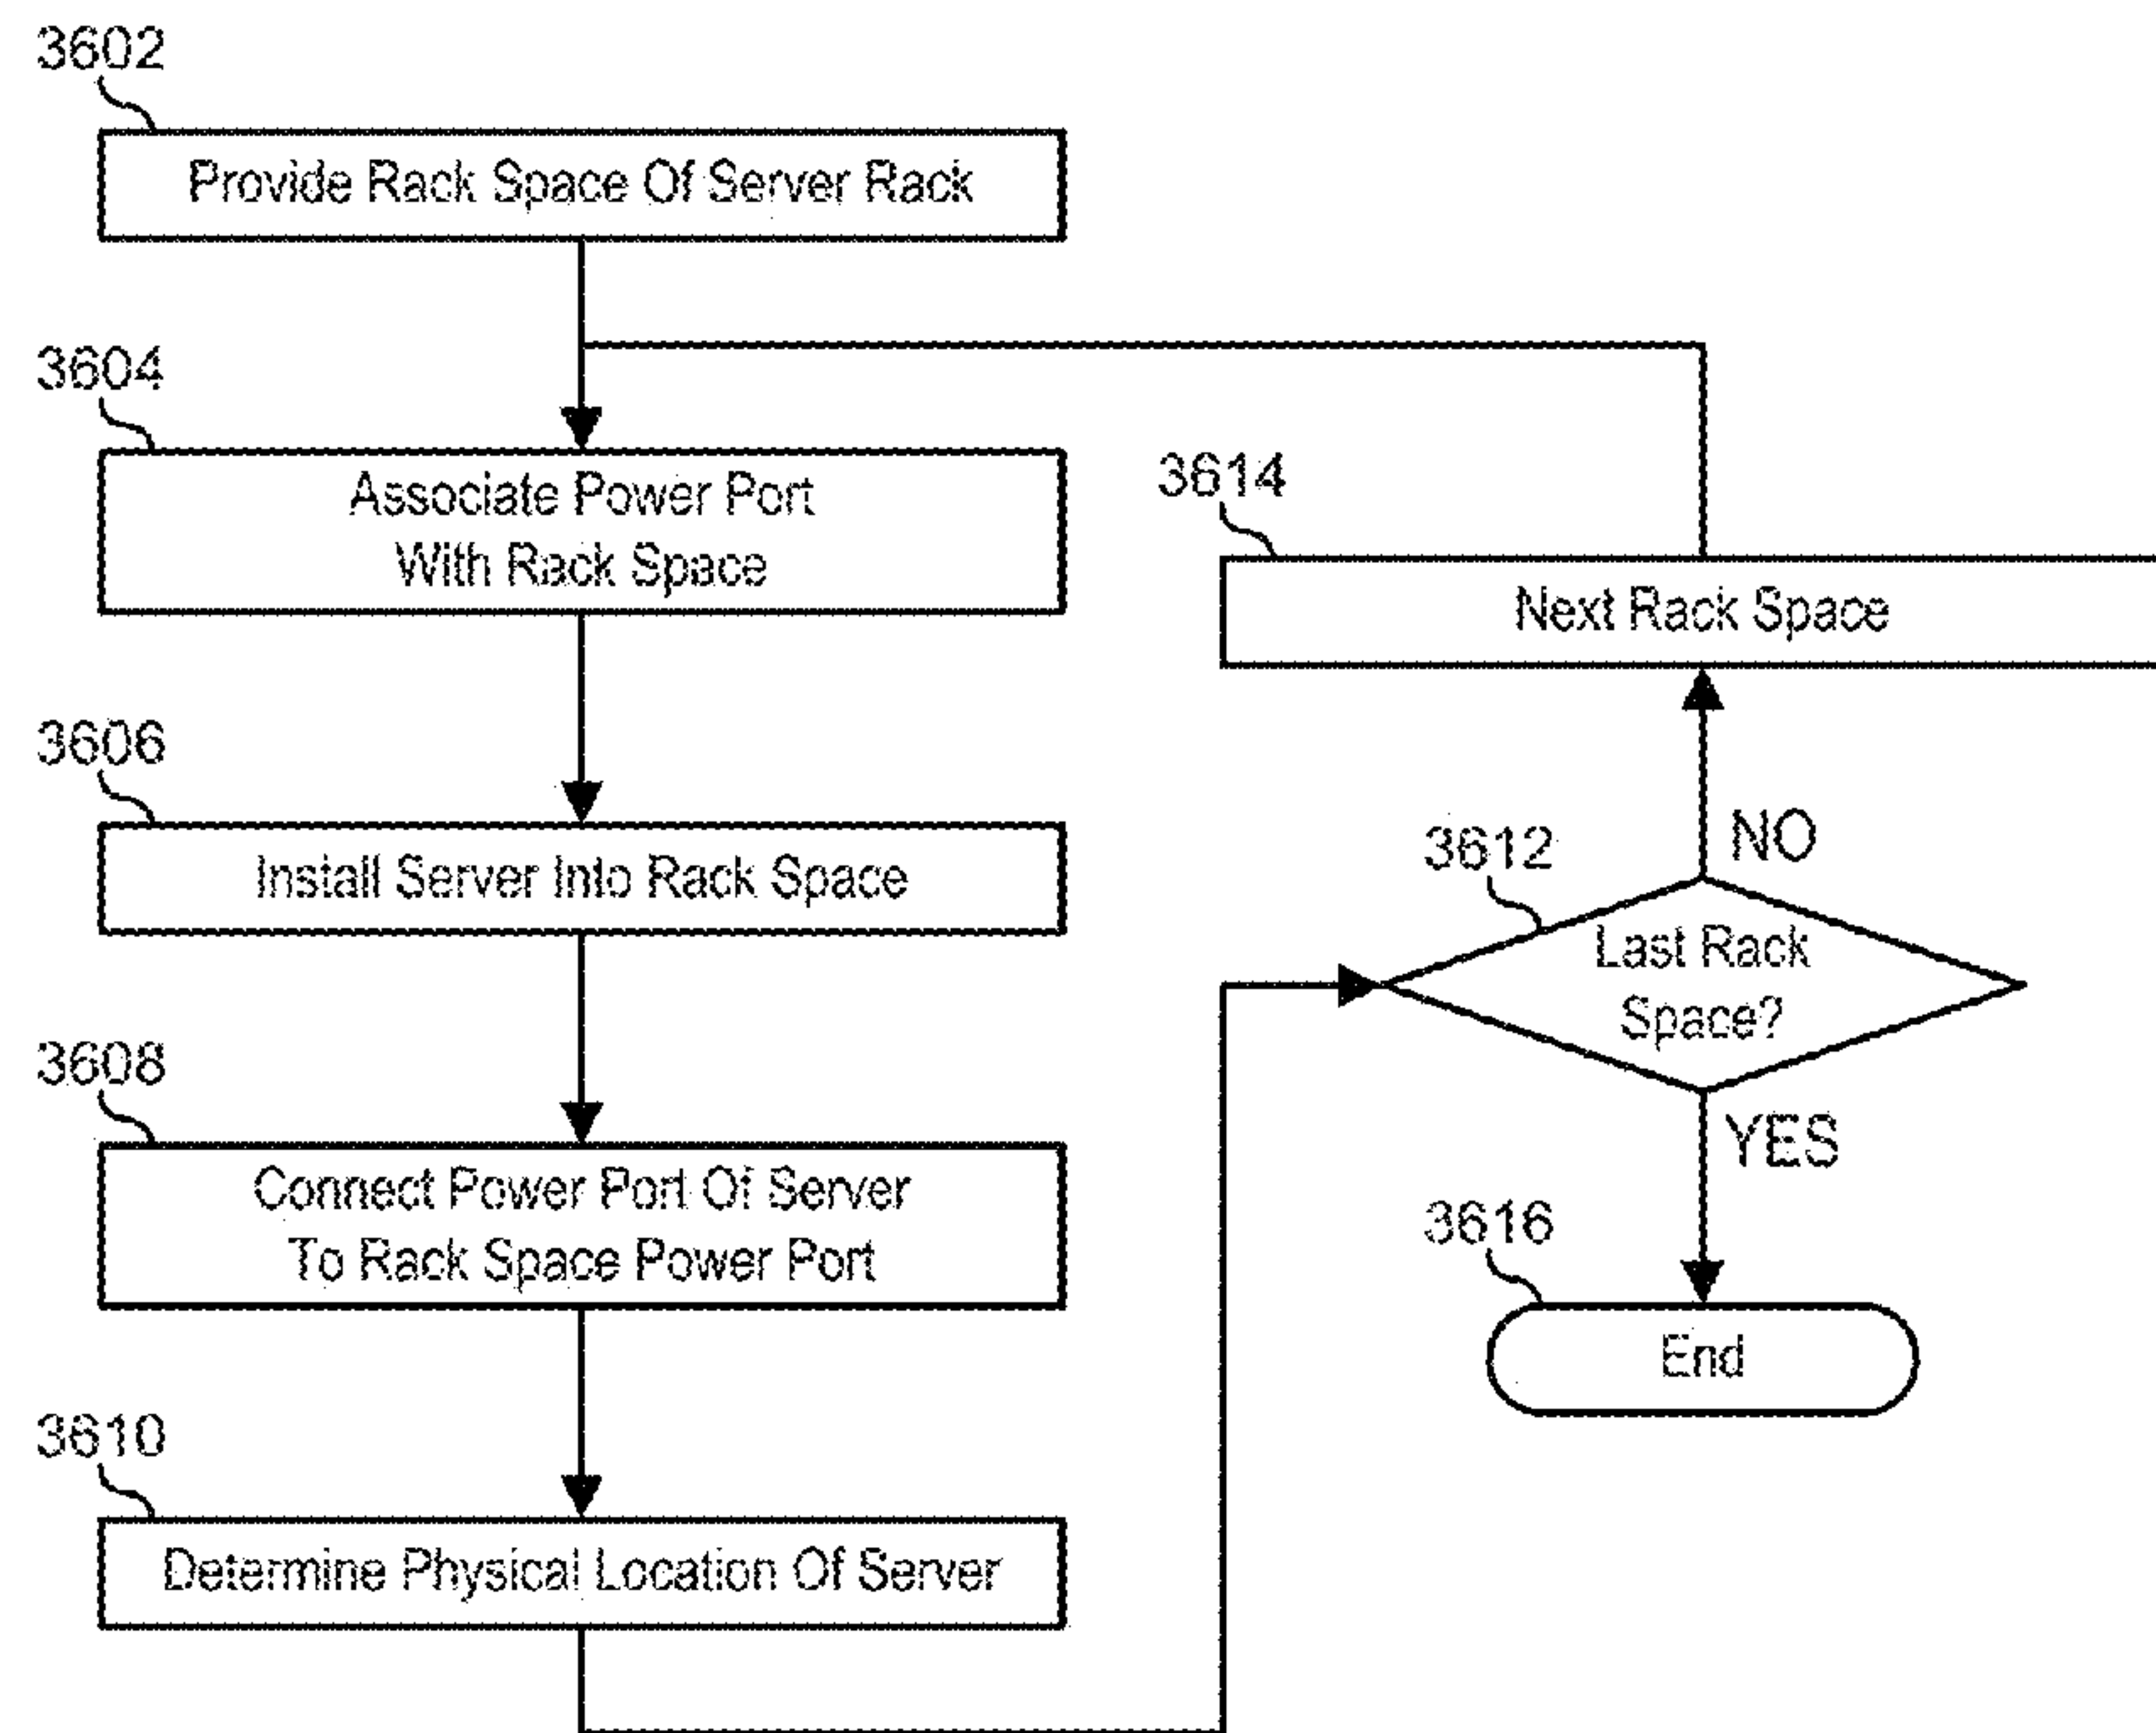 3602
Provide Rack Space Of Server Rack
3604
Associate Power Port
With Rack Space
3606
Install Server Into Rack Space
3608
Connect Power Port Of Server
To Rack Space Power Port
3610
Determine Physical Location Of Server
3614
Next Rack Space
NO
3612
Last Rack
Space?
YES
3616
End